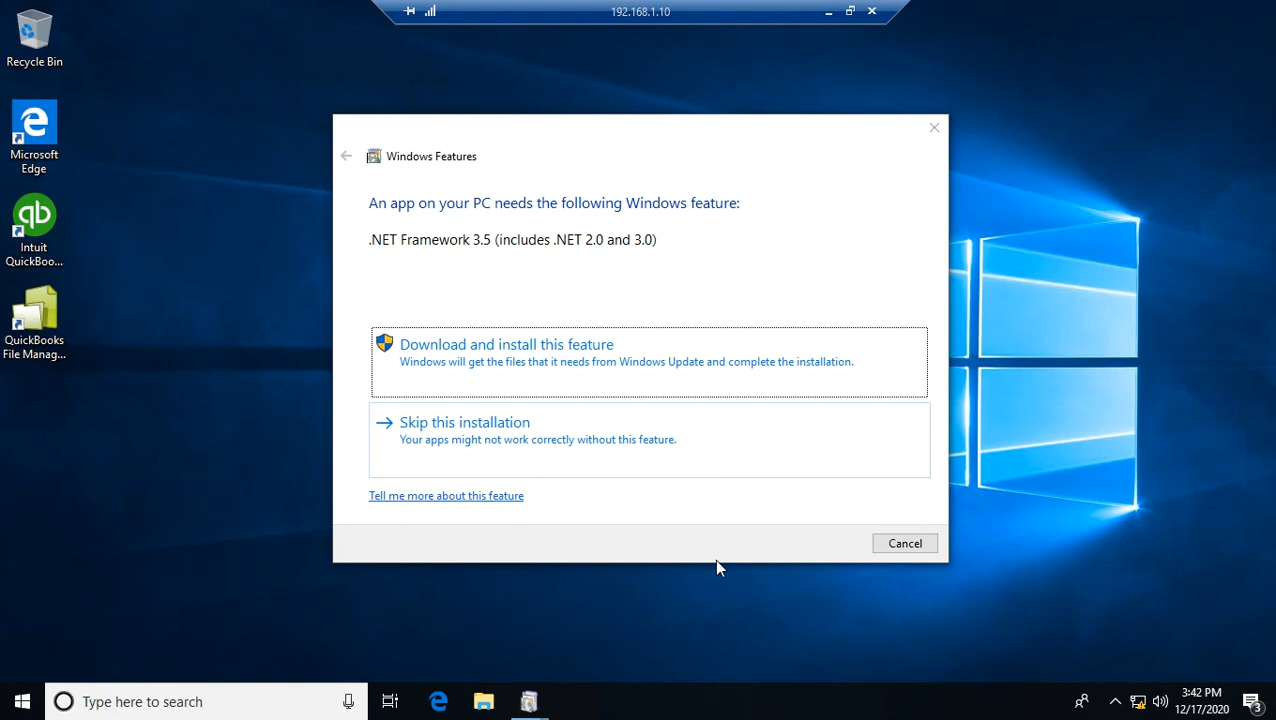 192.168.1.10
Recycle Bin
Microsoft
Edge
Intuit
QuickBoo...
QuickBooks
File Manag...
Windows Features
An app on your PC needs the following Windows feature:
.NET Framework 3.5 (includes .NET 2.0 and 3.0)
Download and install this feature
Windows will get the files that it needs from Windows Update and complete the installation.
Skip this installation
Your apps might not work correctly without this feature.
Tell me more about this feature
Cancel
Type here to search
3:42 PM
12/17/2020
3
qb